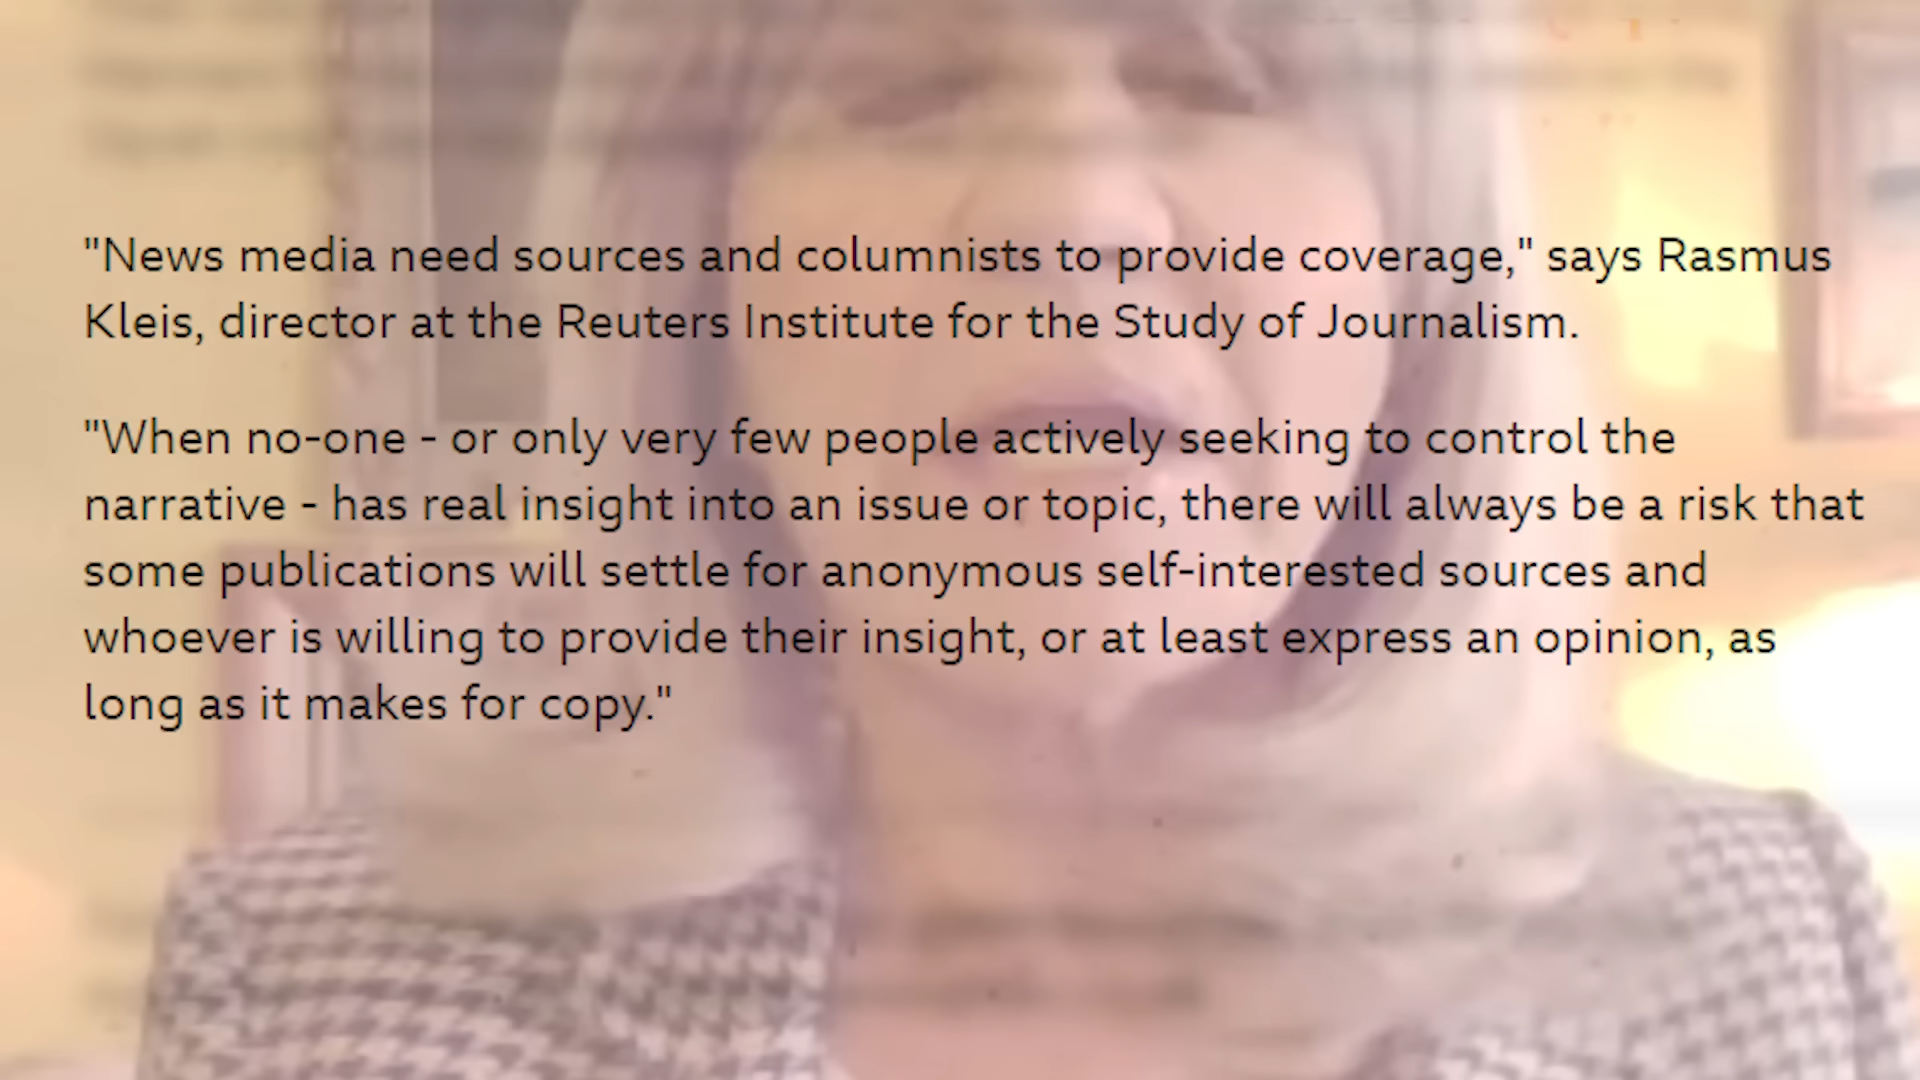 "News media need sources and columnists to provide coverage," says Rasmus
Kleis, director at the Reuters Institute for the Study of Journalism.
"When no-one - or only very few people actively seeking to control the
narrative - has real insight into an issue or topic, there will always be a risk that
some publications will settle for anonymous self-interested sources and
whoever is willing to provide their insight, or at least express an opinion, as
long as it makes for copy."